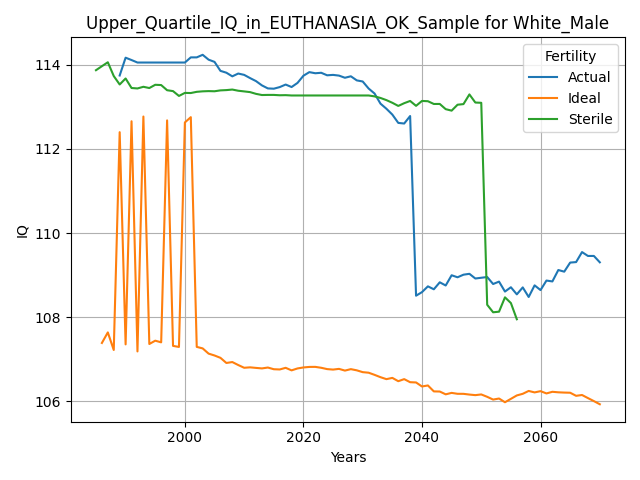 Upper_Quartile_IQ_in_EUTHANASIA_OK_Sample for White_Male
Fertility
Actual
Ideal
Sterile
IQ
114
112
110
108
106
2000
2020
2040
2060
Years